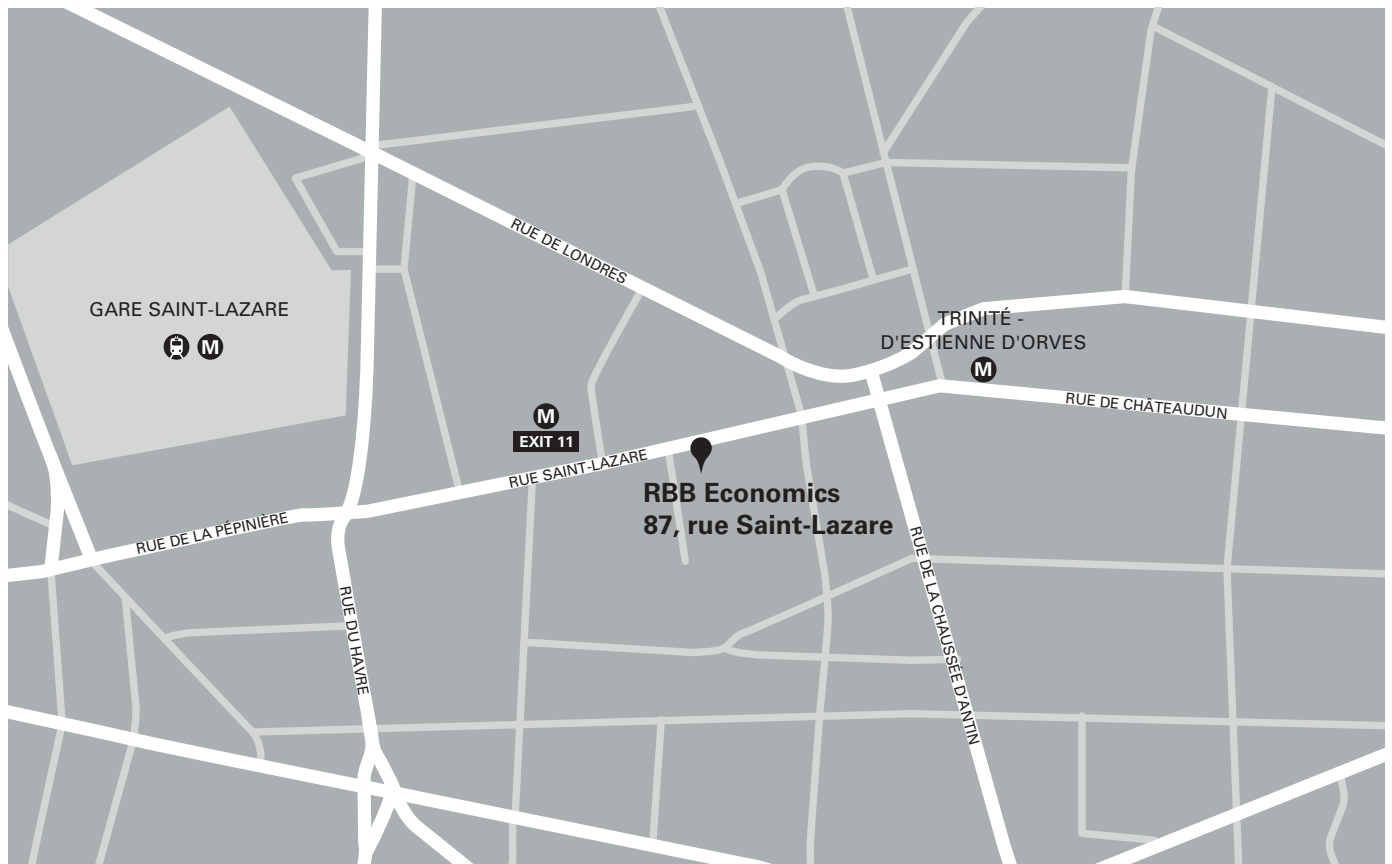 RUE DE LONDRES
GARE SAINT-LAZARE
M
TRINITÉ -
D'ESTIENNE D'ORVES
M
RUE DE CHÂTEAUDUN
M
EXIT 11
RUE SAINT-LAZARE
RBB Economics
87, rue Saint-Lazare
RUE DE LA PÉPINIÈRE
RUE DU HAVRE
RUE DE LA CHAUSSÉE D'ANTIN